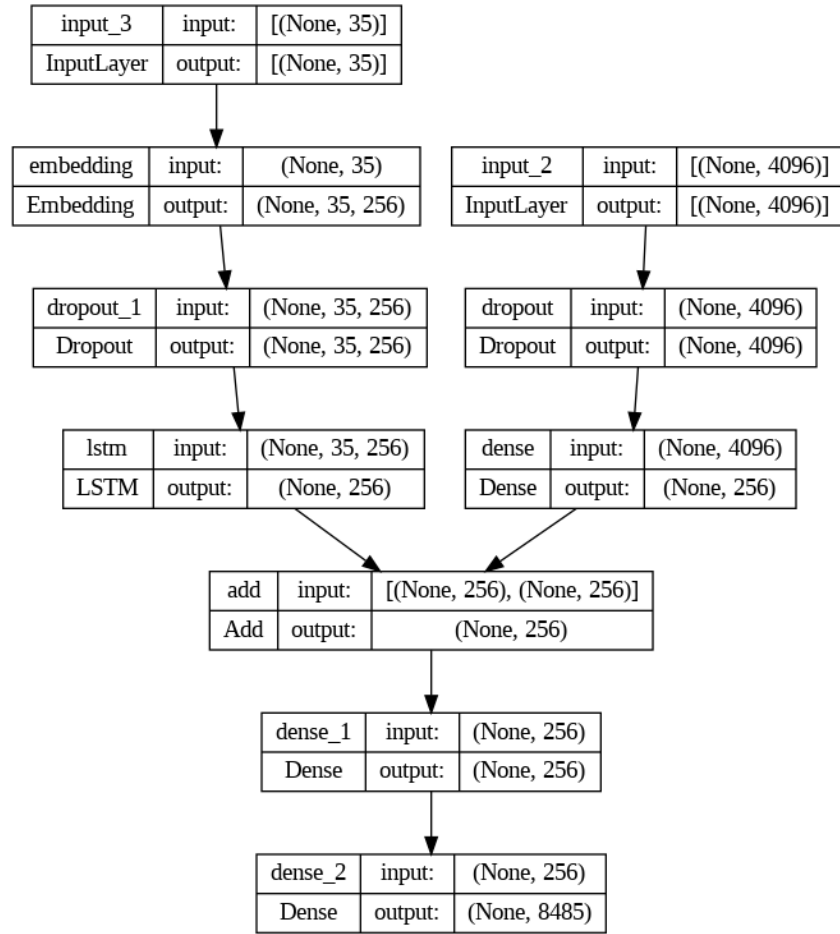 input_3 input: [(None, 35)]
InputLayer output: [(None, 35)]
embedding input: (None, 35)
Embedding output: (None, 35, 256)
input_2 input: [(None, 4096)]
InputLayer output: [(None, 4096)]
dropout_1 input: (None, 35, 256)
Dropout output: (None, 35, 256)
dropout input: (None, 4096)
Dropout output: (None, 4096)
lstm input: (None, 35, 256)
LSTM output: (None, 256)
dense input: (None, 4096)
Dense output: (None, 256)
add input: [(None, 256), (None, 256)]
Add output: (None, 256)
dense_1 input: (None, 256)
Dense output: (None, 256)
dense_2 input: (None, 256)
Dense output: (None, 8485)